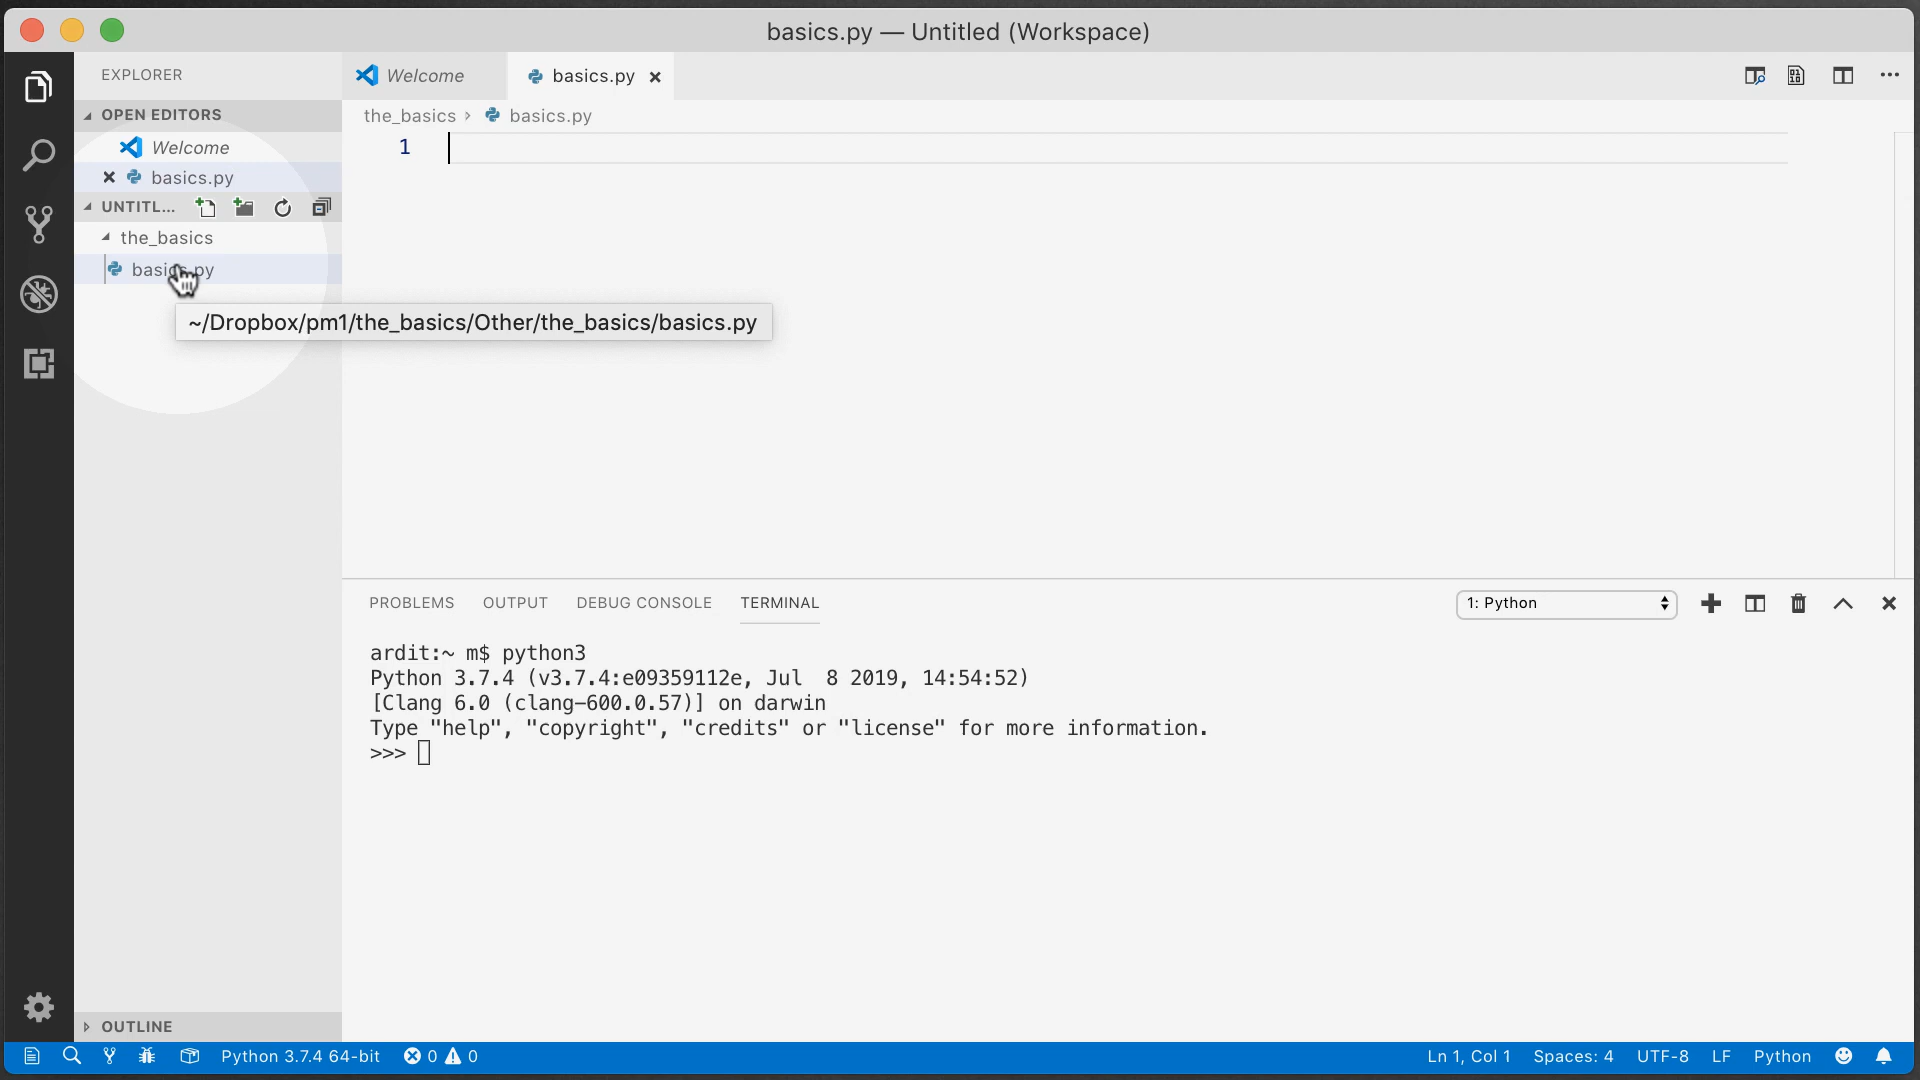 basics.py — Untitled (Workspace)
EXPLORER
OPEN EDITORS
Welcome
basics.py
UNTITL...
the_basics
basics.py
Welcome
basics.py
the_basics › basics.py
1
~/Dropbox/pm1/the_basics/Other/the_basics/basics.py
PROBLEMS OUTPUT DEBUG CONSOLE TERMINAL
1: Python
ardit:~ m$ python3
Python 3.7.4 (v3.7.4:e09359112e, Jul  8 2019, 14:54:52)
[Clang 6.0 (clang-600.0.57)] on darwin
Type "help", "copyright", "credits" or "license" for more information.
>>>
OUTLINE
Python 3.7.4 64-bit 0 0 Ln 1, Col 1 Spaces: 4 UTF-8 LF Python